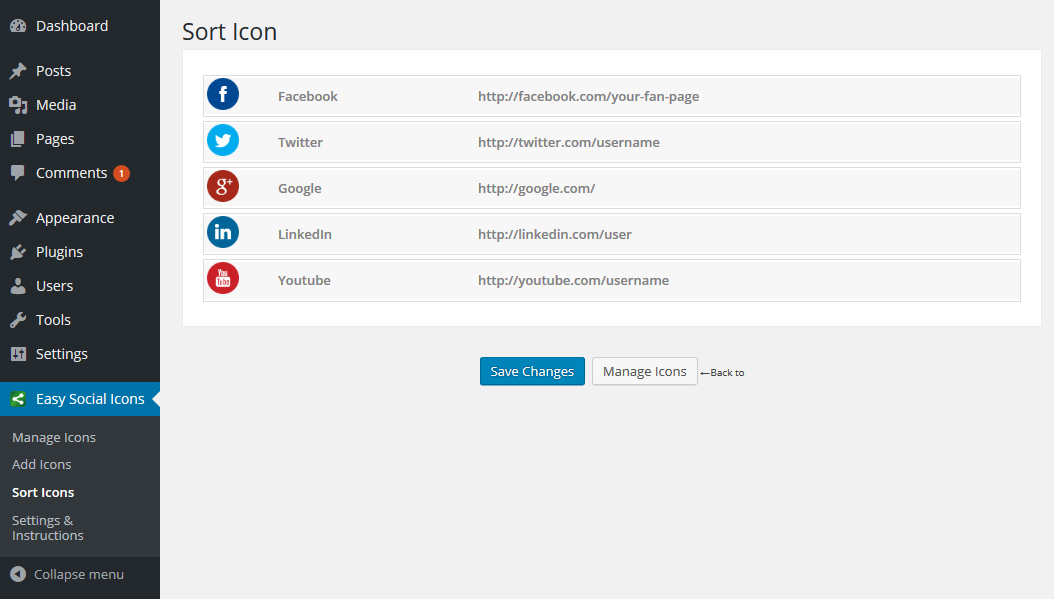 Dashboard
Posts
Media
Pages
Comments 1
Appearance
Plugins
Users
Tools
Settings
Easy Social Icons
Manage Icons
Add Icons
Sort Icons
Settings &
Instructions
Collapse menu
Sort Icon
f Facebook http://facebook.com/your-fan-page
Twitter http://twitter.com/username
g+ Google http://google.com/
in LinkedIn http://linkedin.com/user
You Tube Youtube http://youtube.com/username
Save Changes Manage Icons ←Back to